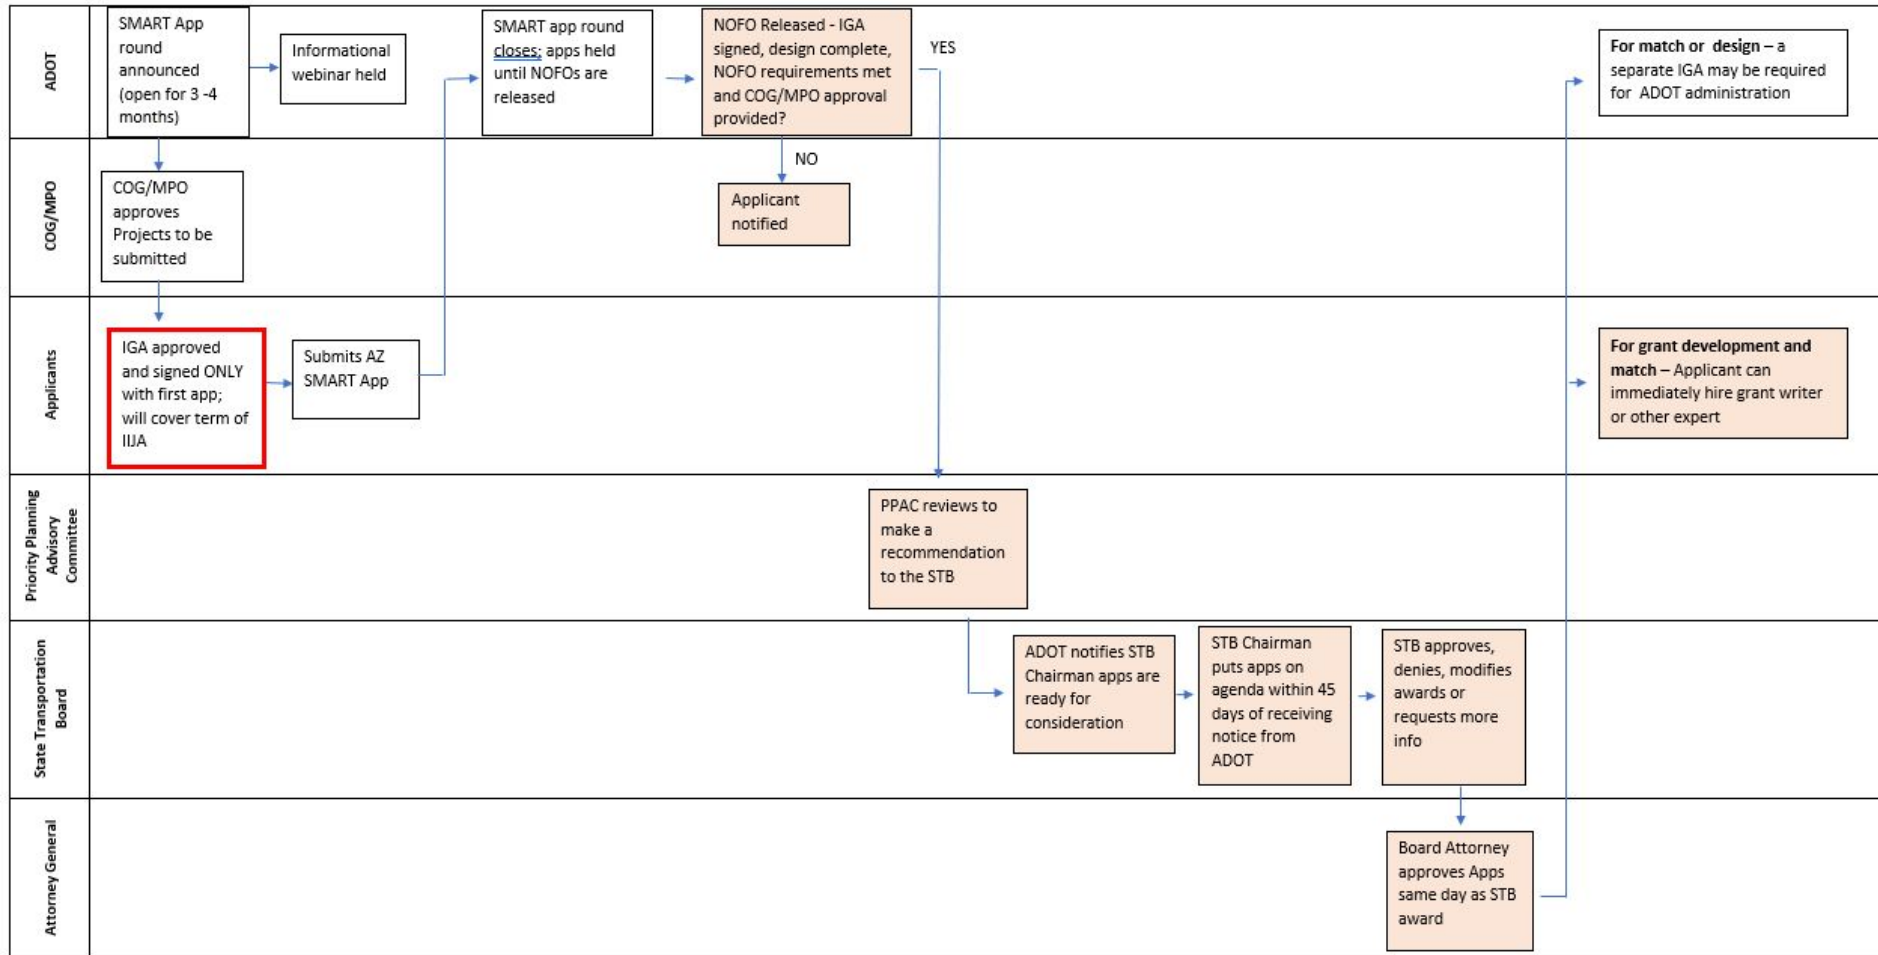 ADOT
SMART App
round
announced
(open for 3 -4
months)
Informational
webinar held
SMART app round
closes; apps held
until NOFOs are
released
NOFO Released - IGA
signed, design complete,
NOFO requirements met
and COG/MPO approval
provided?
YES
For match or design – a
separate IGA may be required
for ADOT administration
COG/MPO
COG/MPO
approves
Projects to be
submitted
NO
Applicant
notified
Applicants
IGA approved
and signed ONLY
with first app;
will cover term of
IIJA
Submits AZ
SMART App
For grant development and
match – Applicant can
immediately hire grant writer
or other expert
Priority Planning
Advisory
Committee
PPAC reviews to
make a
recommendation
to the STB
State Transportation
Board
ADOT notifies STB
Chairman apps are
ready for
consideration
STB Chairman
puts apps on
agenda within 45
days of receiving
notice from
ADOT
STB approves,
denies, modifies
awards or
requests more
info
Attorney General
Board Attorney
approves Apps
same day as STB
award